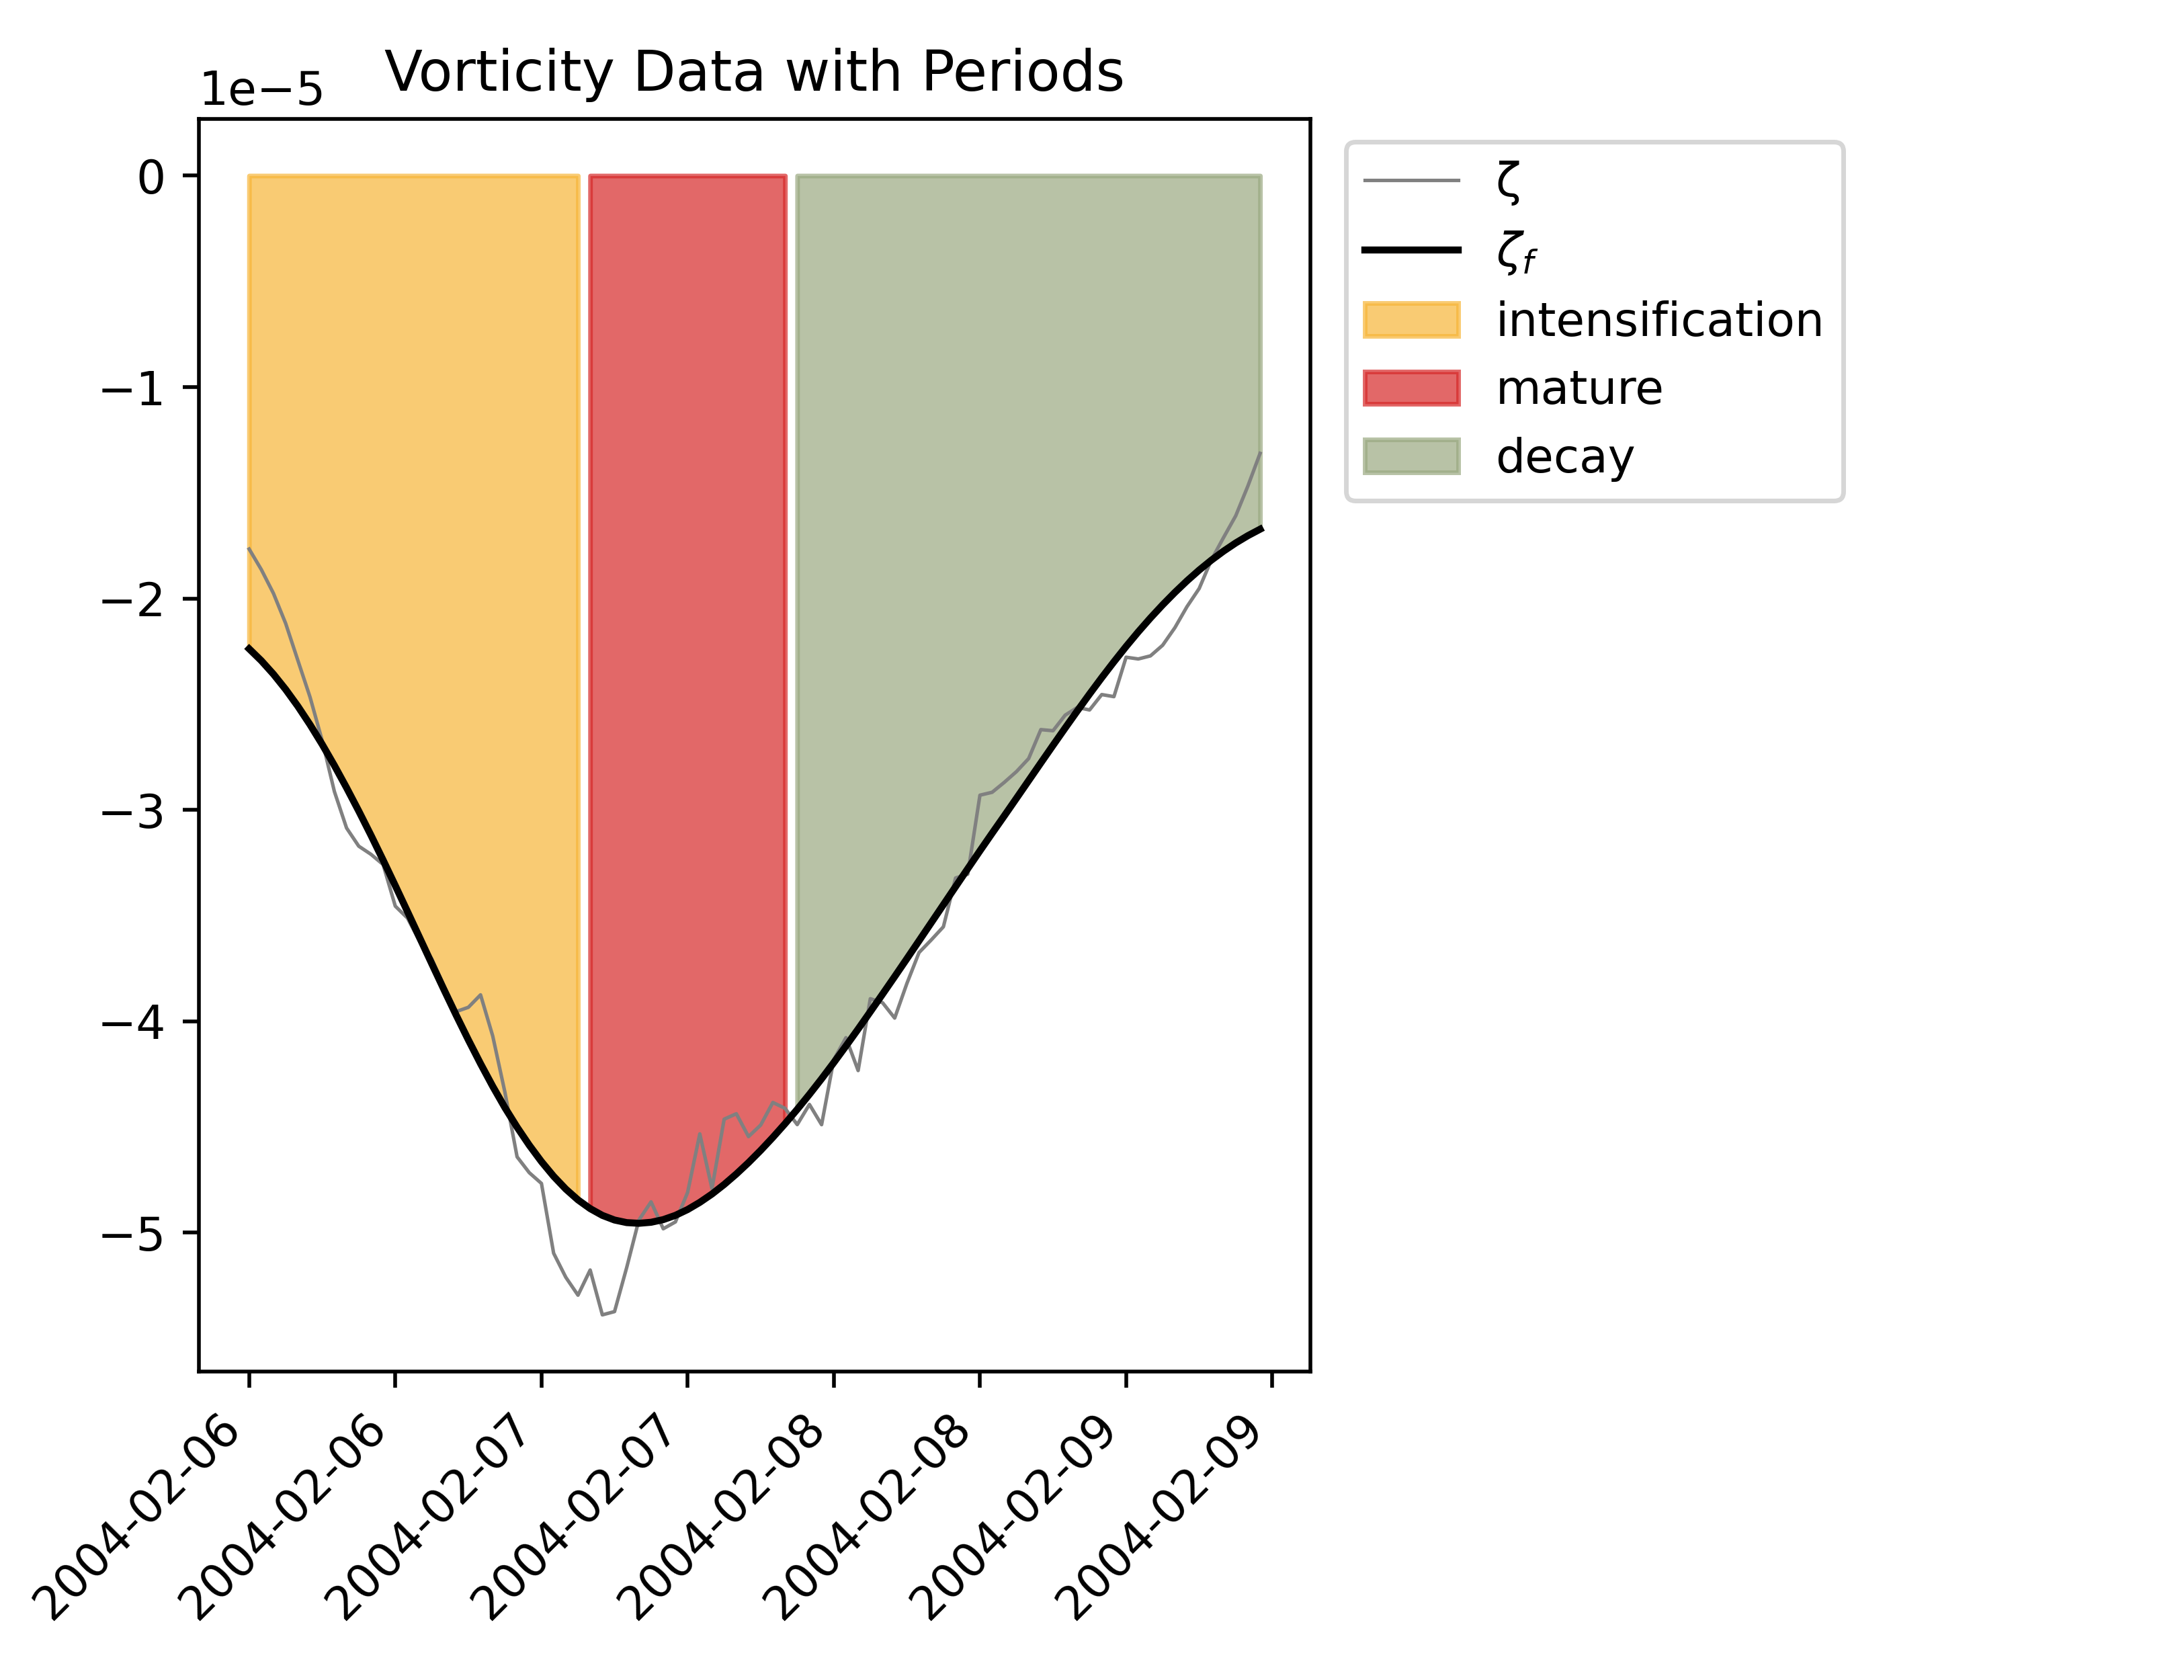 Vorticity Data with Periods
1e−5
0
−1
−2
−3
−4
−5
2004-02-06
2004-02-06
2004-02-07
2004-02-07
2004-02-08
2004-02-08
2004-02-09
2004-02-09
ζ
ζf
intensification
mature
decay